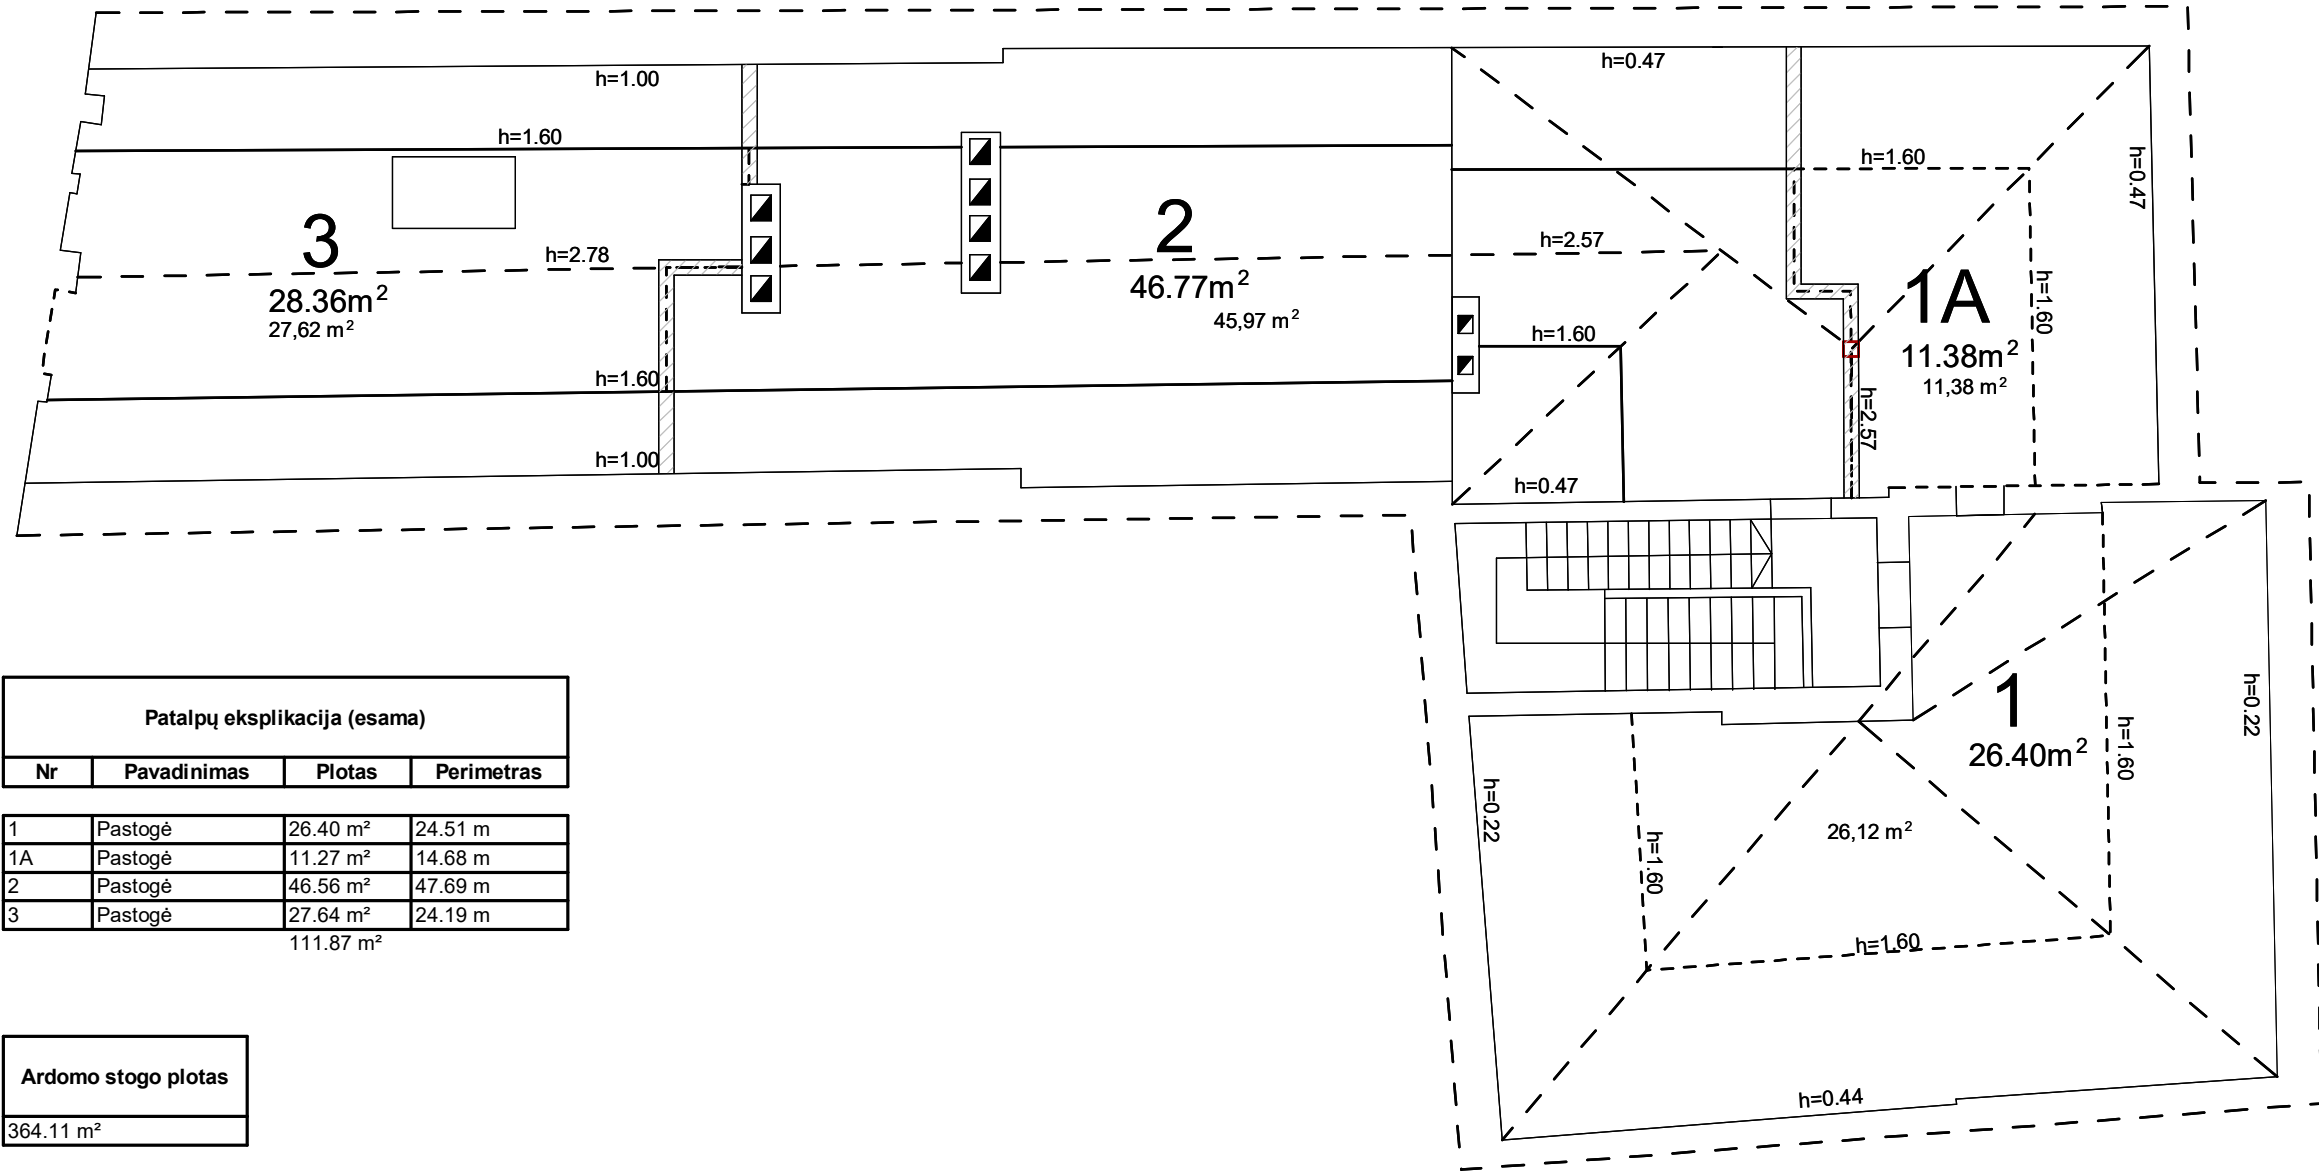 h=1.00
h=0.47
h=1.60
h=1.60
h=0.47
3
h=2.78
28.36m²
27,62 m²
2
46.77m²
45,97 m²
h=2.57
1A
11.38m²
11,38 m²
h=1.60
h=1.60
h=1.60
h=2.57
h=1.00
h=0.47
1
26.40m²
26,12 m²
h=0.22
h=1.60
h=0.22
h=1.60
h=1.60
h=0.44
Patalpų eksplikacija (esama)
Nr Pavadinimas Plotas Perimetras
1 Pastogė 26.40 m² 24.51 m
1A Pastogė 11.27 m² 14.68 m
2 Pastogė 46.56 m² 47.69 m
3 Pastogė 27.64 m² 24.19 m
111.87 m²
Ardomo stogo plotas
364.11 m²